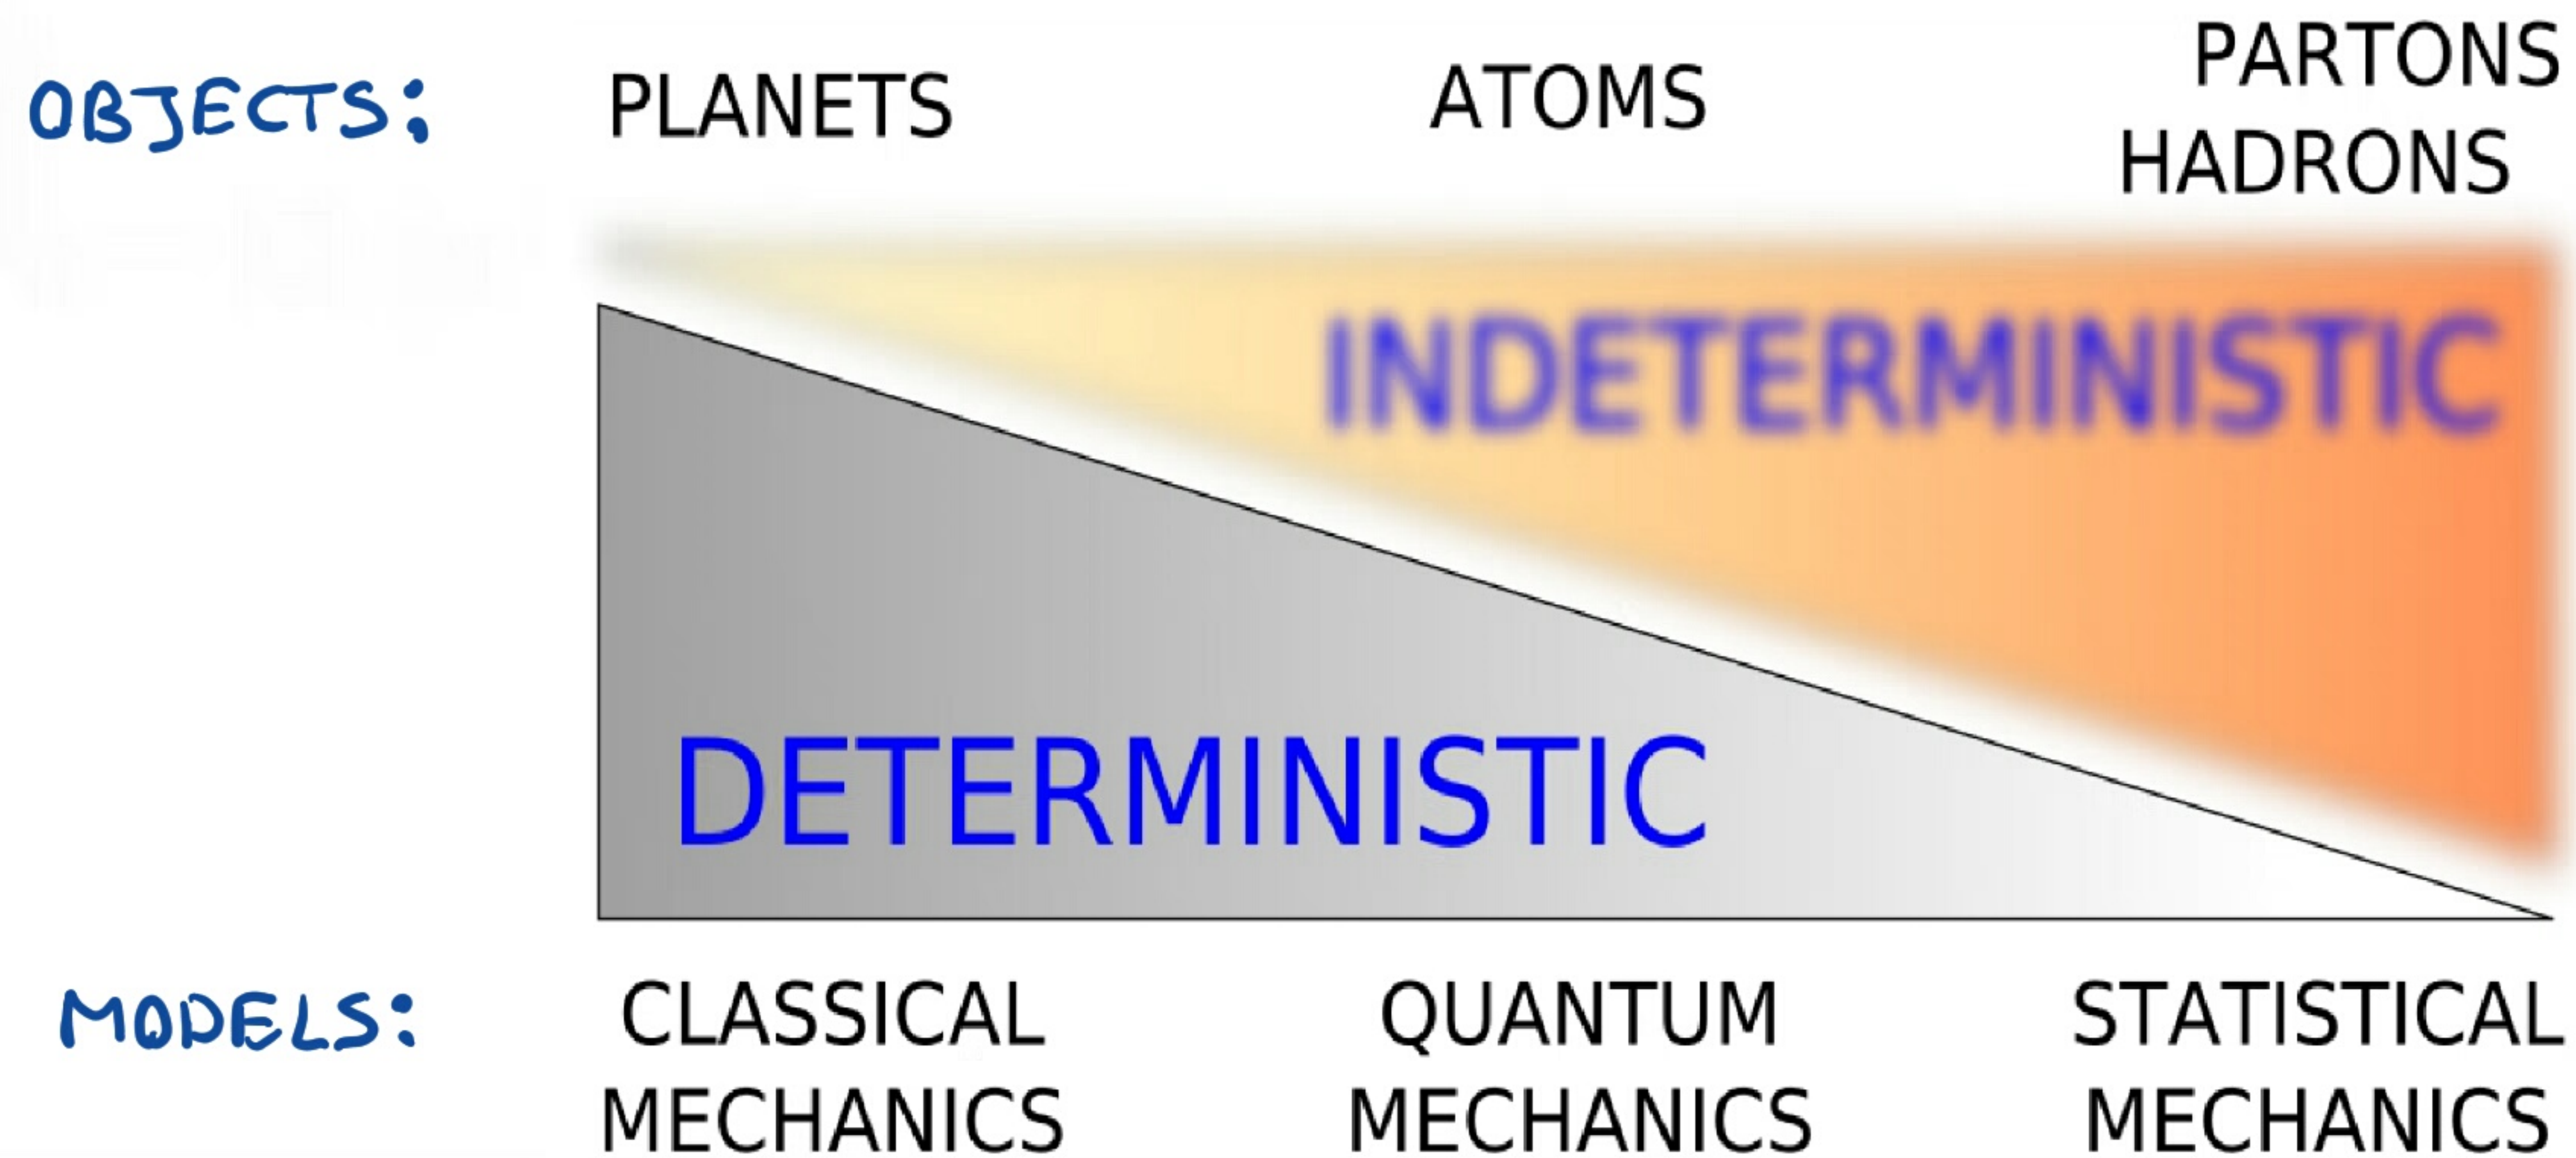 OBJECTS:
PLANETS
ATOMS
PARTONS
HADRONS
INDETERMINISTIC
DETERMINISTIC
MODELS:
CLASSICAL
MECHANICS
QUANTUM
MECHANICS
STATISTICAL
MECHANICS